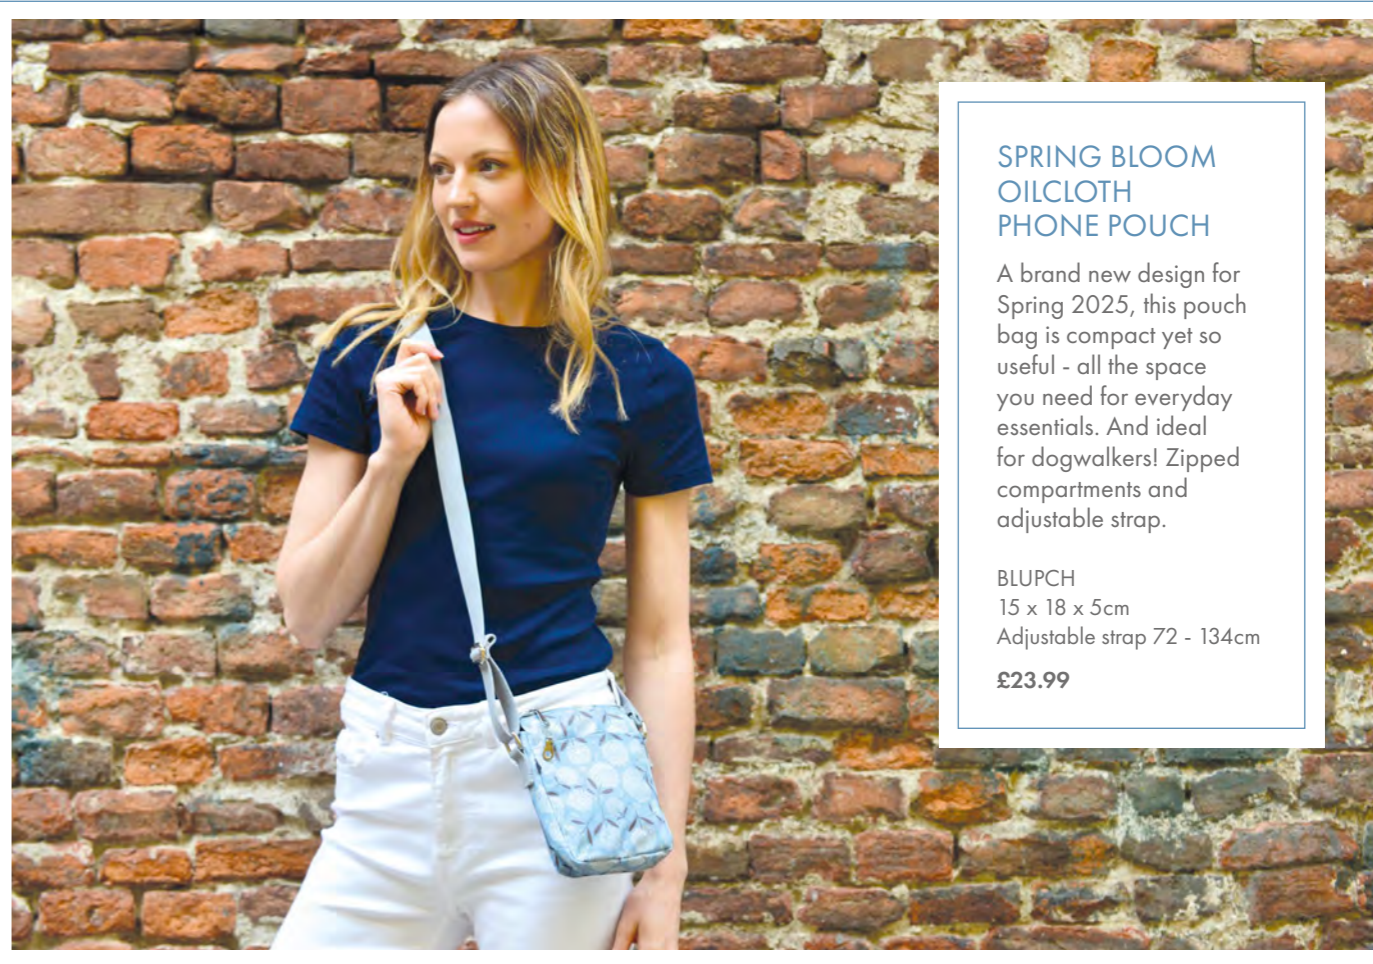 SPRING BLOOM
OILCLOTH
PHONE POUCH
A brand new design for
Spring 2025, this pouch
bag is compact yet so
useful - all the space
you need for everyday
essentials. And ideal
for dogwalkers! Zipped
compartments and
adjustable strap.
BLUPCH
15 x 18 x 5cm
Adjustable strap 72 - 134cm
£23.99